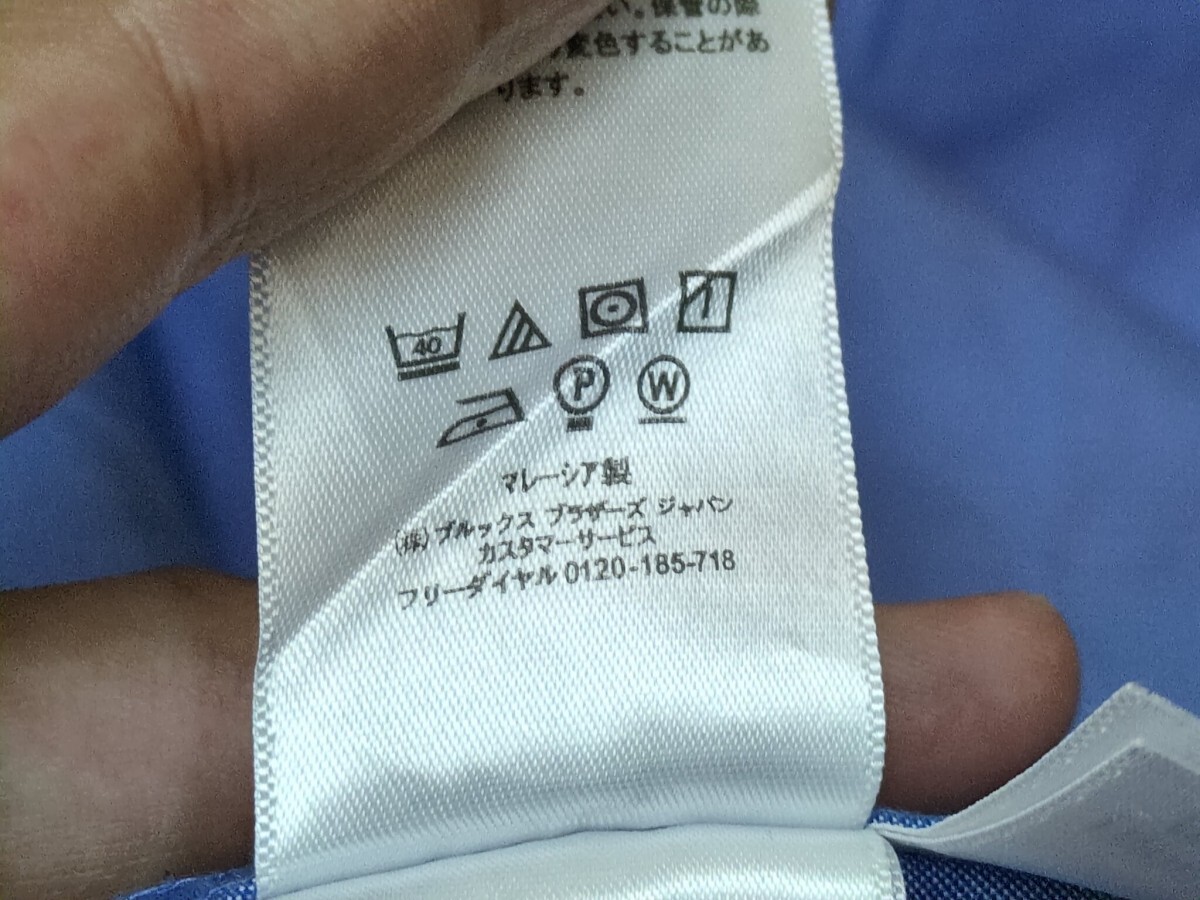 い。保管の際
変色することがあ
ります。
40
P
W
マレーシア製
(株)ブルックス ブラザーズ ジャパン
カスタマーサービス
フリーダイヤル 0120-185-718